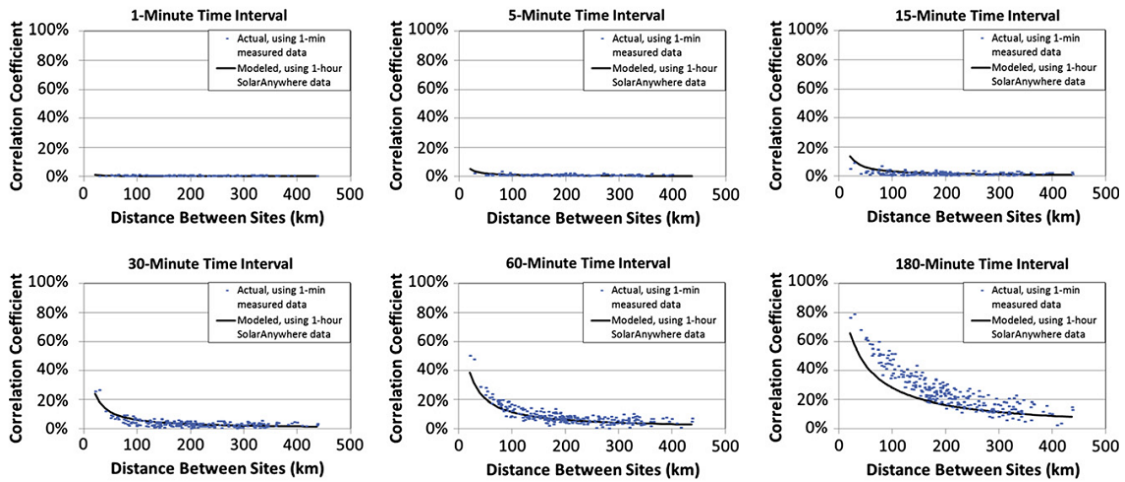 1-Minute Time Interval
100%
80%
60%
40%
20%
0%
Correlation Coefficient
Actual, using 1-min
measured data
Modeled, using 1-hour
SolarAnywhere data
0 100 200 300 400 500
Distance Between Sites (km)
5-Minute Time Interval
100%
80%
60%
40%
20%
0%
Correlation Coefficient
Actual, using 1-min
measured data
Modeled, using 1-hour
SolarAnywhere data
0 100 200 300 400 500
Distance Between Sites (km)
15-Minute Time Interval
100%
80%
60%
40%
20%
0%
Correlation Coefficient
Actual, using 1-min
measured data
Modeled, using 1-hour
SolarAnywhere data
0 100 200 300 400 500
Distance Between Sites (km)
30-Minute Time Interval
100%
80%
60%
40%
20%
0%
Correlation Coefficient
Actual, using 1-min
measured data
Modeled, using 1-hour
SolarAnywhere data
0 100 200 300 400 500
Distance Between Sites (km)
60-Minute Time Interval
100%
80%
60%
40%
20%
0%
Correlation Coefficient
Actual, using 1-min
measured data
Modeled, using 1-hour
SolarAnywhere data
0 100 200 300 400 500
Distance Between Sites (km)
180-Minute Time Interval
100%
80%
60%
40%
20%
0%
Correlation Coefficient
Actual, using 1-min
measured data
Modeled, using 1-hour
SolarAnywhere data
0 100 200 300 400 500
Distance Between Sites (km)